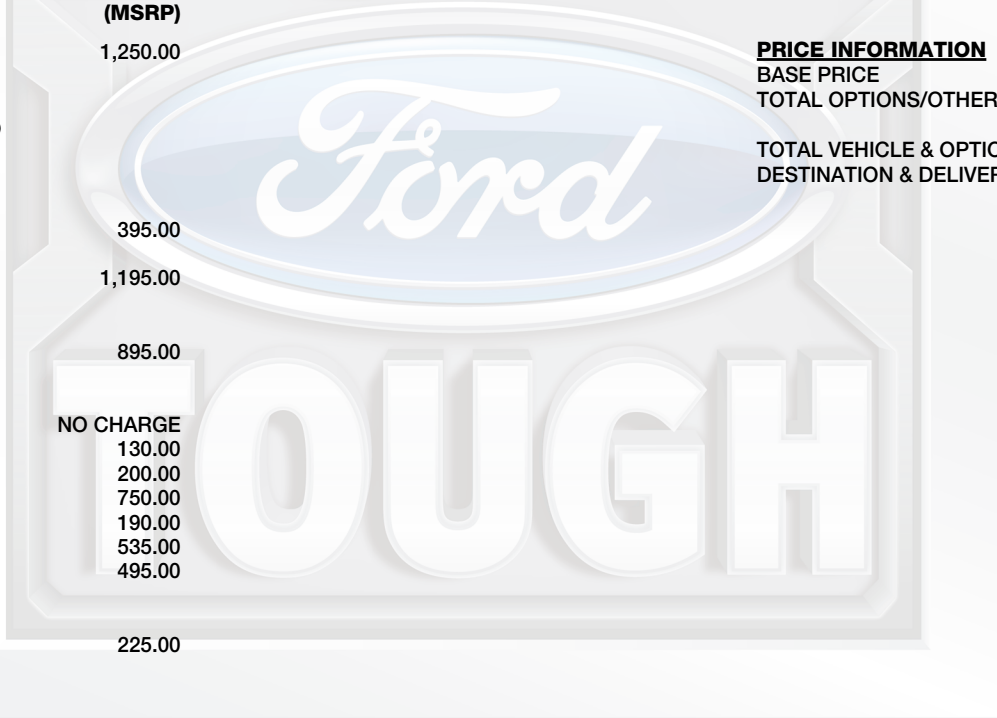 (MSRP)
1,250.00
395.00
1,195.00
895.00
NO CHARGE
130.00
200.00
750.00
190.00
535.00
495.00
225.00
PRICE INFORMATION
BASE PRICE
TOTAL OPTIONS/OTHER
TOTAL VEHICLE & OPTIO
DESTINATION & DELIVER
Ford
TOUGH